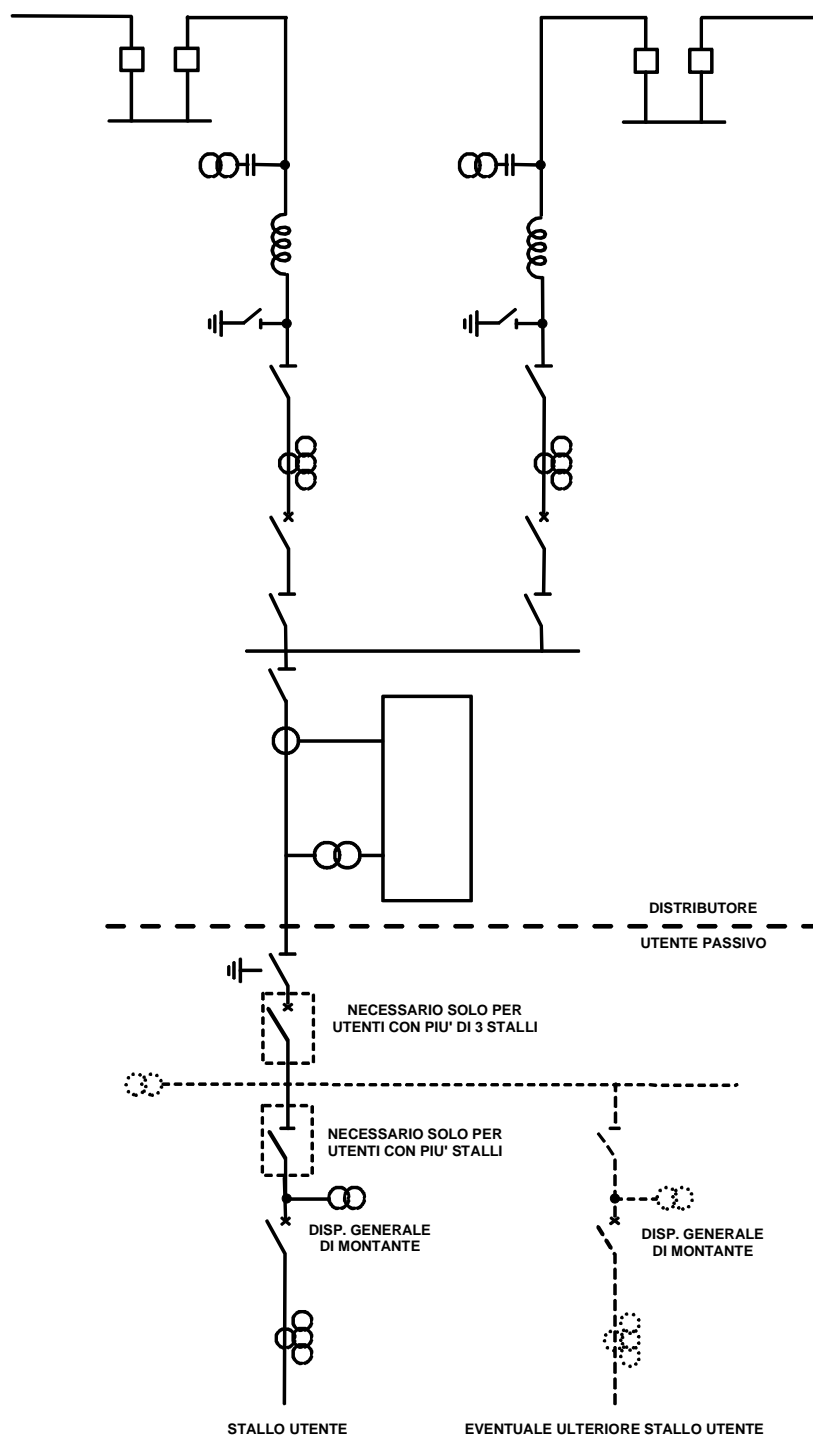 DISTRIBUTORE
UTENTE PASSIVO
NECESSARIO SOLO PER
UTENTI CON PIU' DI 3 STALLI
NECESSARIO SOLO PER
UTENTI CON PIU' STALLI
DISP. GENERALE
DI MONTANTE
DISP. GENERALE
DI MONTANTE
STALLO UTENTE
EVENTUALE ULTERIORE STALLO UTENTE